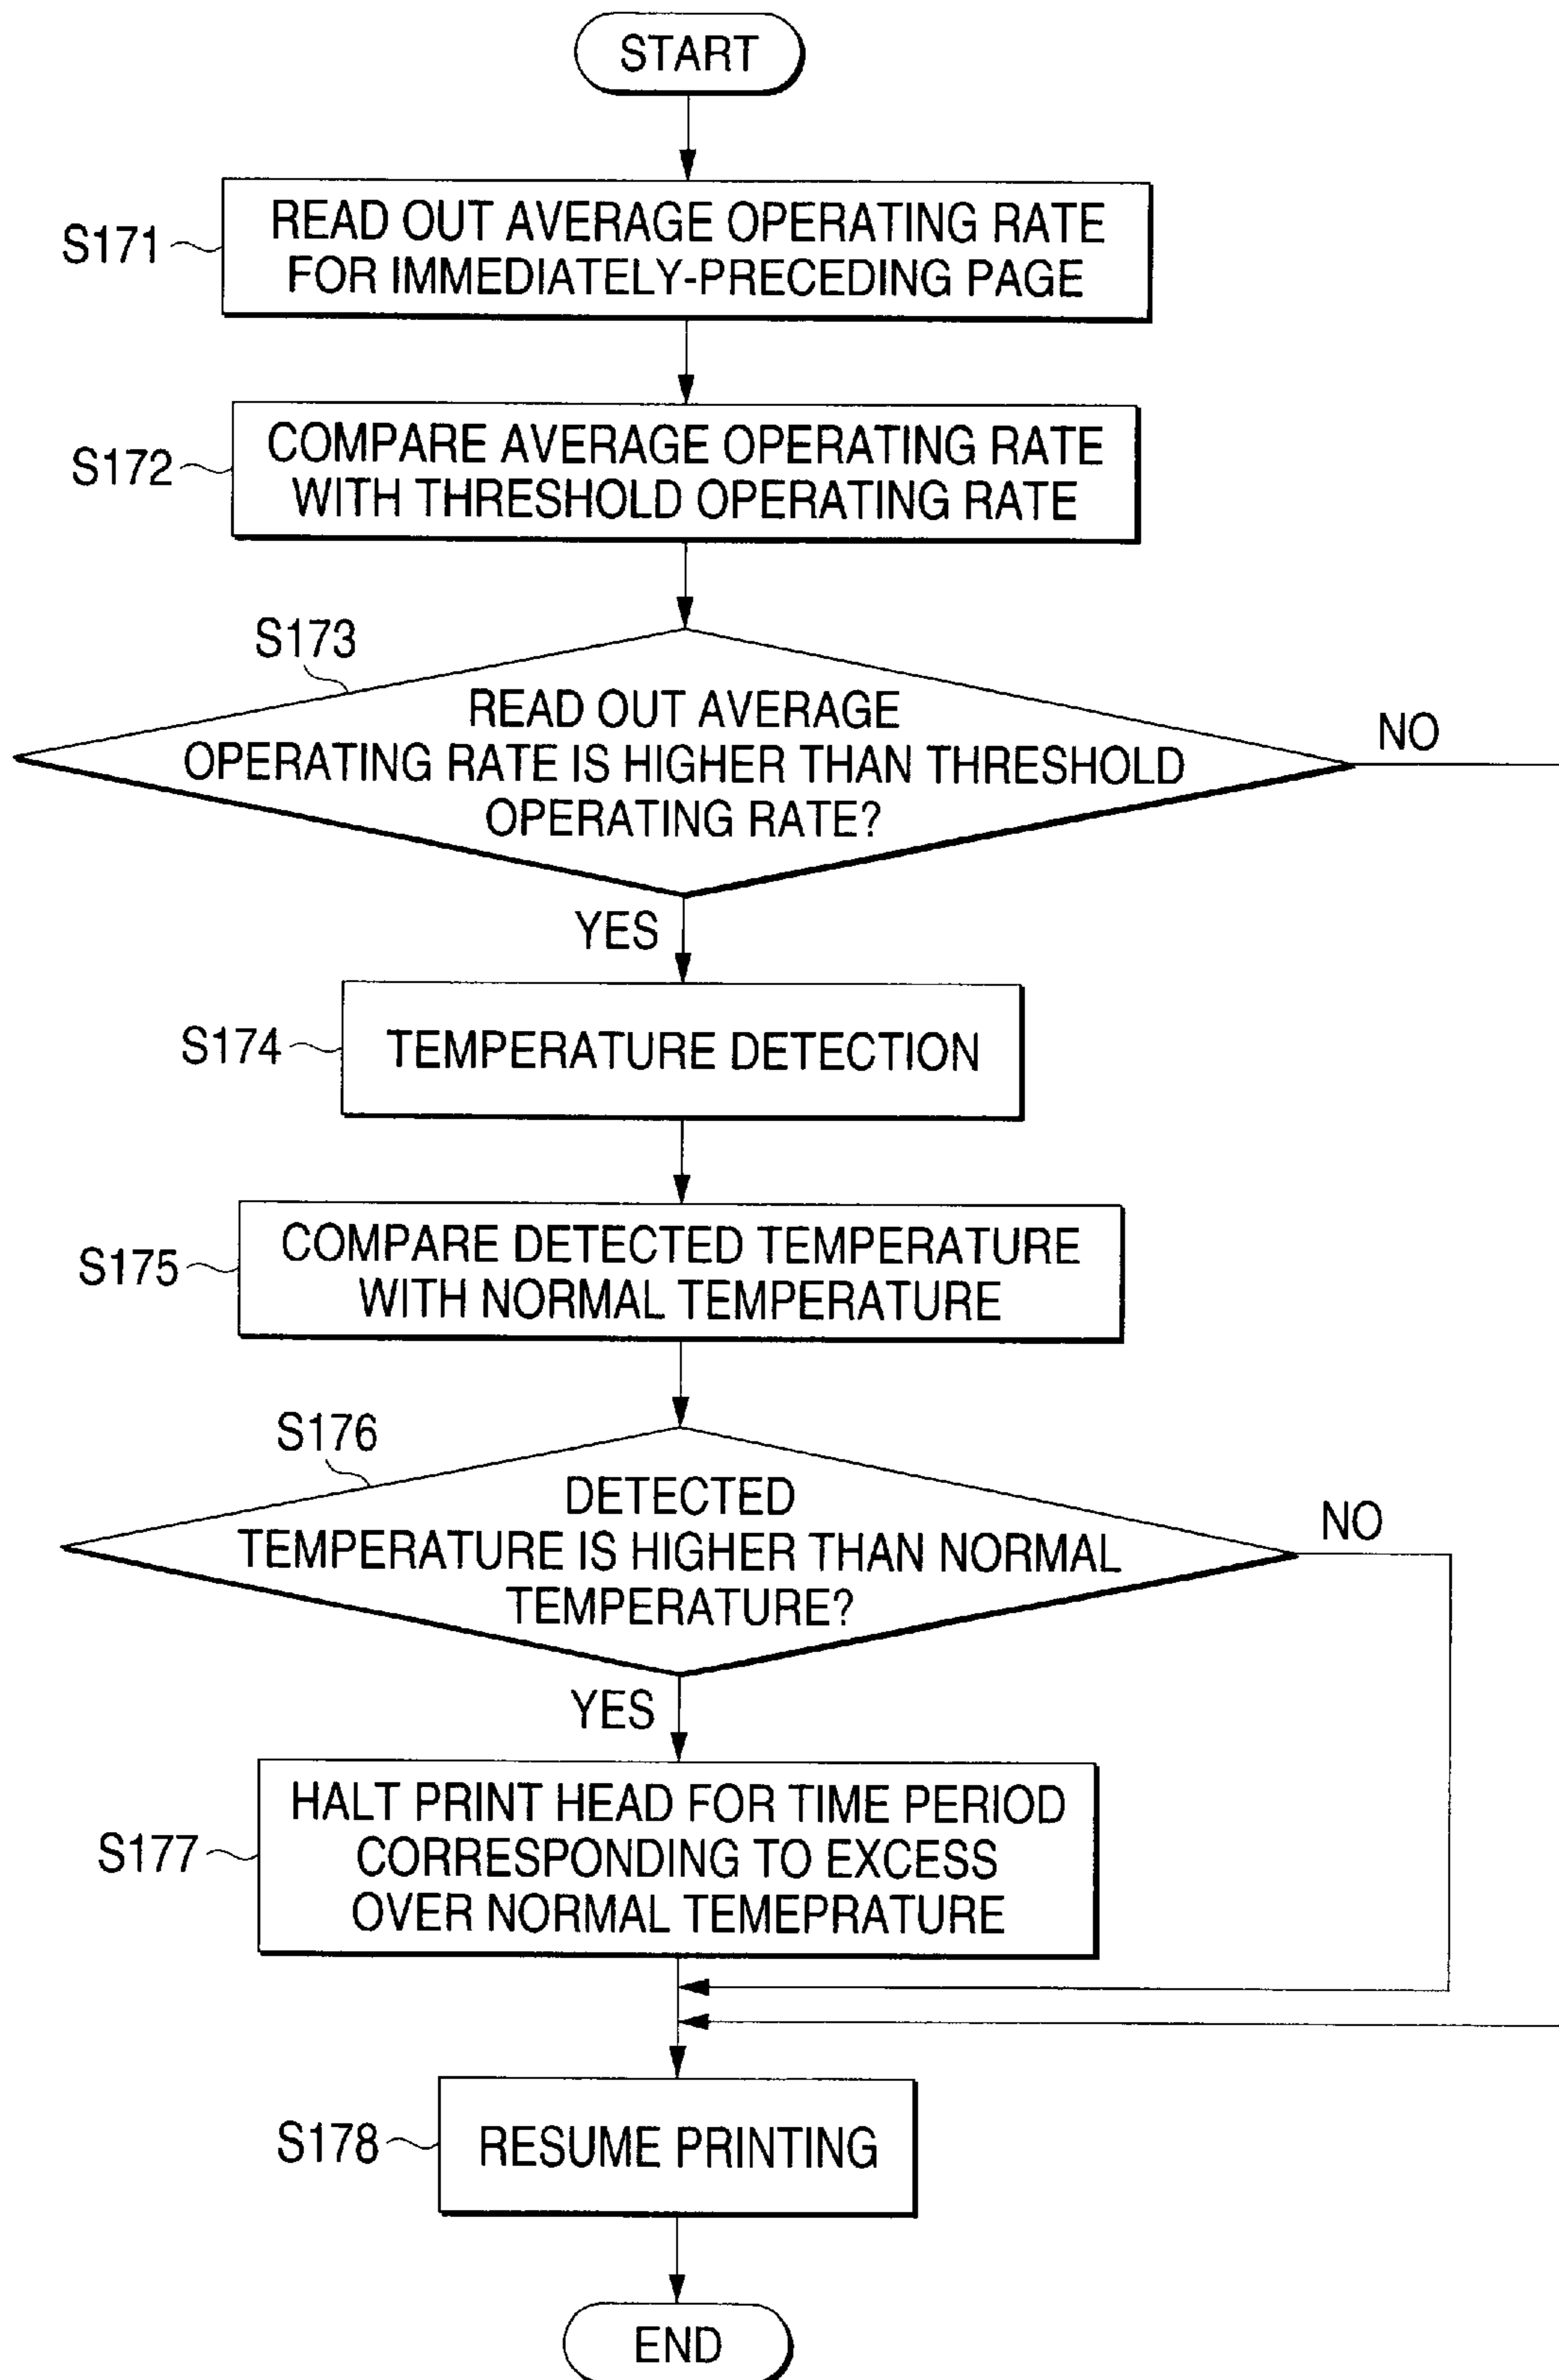 START
S171
READ OUT AVERAGE OPERATING RATE
FOR IMMEDIATELY-PRECEDING PAGE
S172
COMPARE AVERAGE OPERATING RATE
WITH THRESHOLD OPERATING RATE
S173
READ OUT AVERAGE
OPERATING RATE IS HIGHER THAN THRESHOLD
OPERATING RATE?
NO
YES
S174
TEMPERATURE DETECTION
S175
COMPARE DETECTED TEMPERATURE
WITH NORMAL TEMPERATURE
S176
DETECTED
TEMPERATURE IS HIGHER THAN NORMAL
TEMPERATURE?
NO
YES
S177
HALT PRINT HEAD FOR TIME PERIOD
CORRESPONDING TO EXCESS
OVER NORMAL TEMEPRATURE
S178
RESUME PRINTING
END